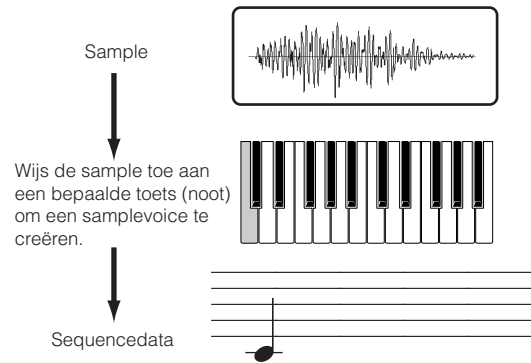 Sample
Wijs de sample toe aan
een bepaalde toets (noot)
om een samplevoice te
creëren.
Sequencedata